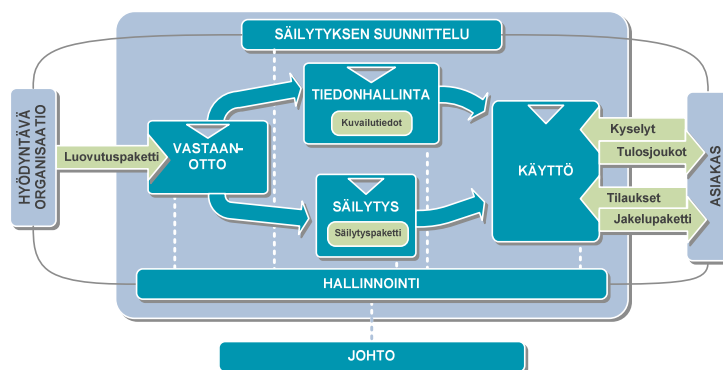 SÄILYTYKSEN SUUNNITTELU
HYÖDYNTÄVÄ
ORGANISAATIO
Luovutuspaketti
VASTAAN-
OTTO
TIEDONHALLINTA
Kuvailutiedot
SÄILYTYS
Säilytyspaketti
KÄYTTÖ
Kyselyt
Tulosjoukot
Tilaukset
Jakelupaketti
ASIAKAS
HALLINNOINTI
JOHTO